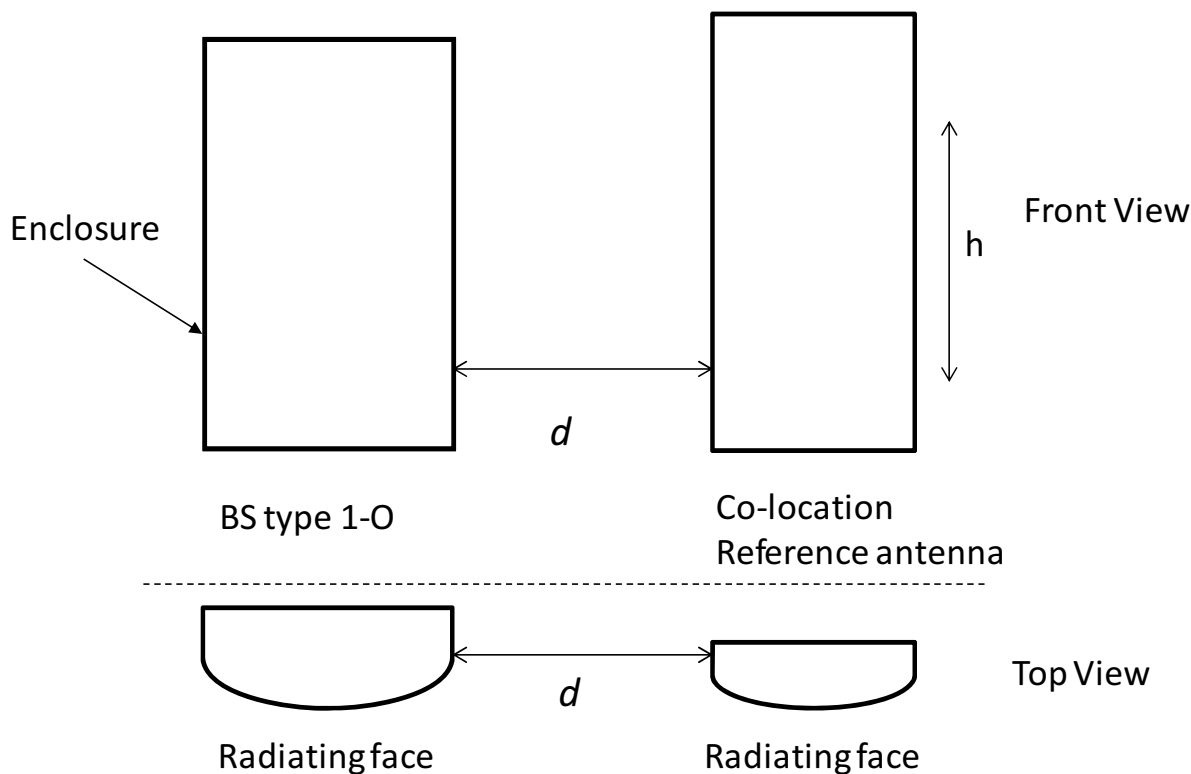 Enclosure
Front View
h
d
BS type 1-O
Co-location
Reference antenna
d
Top View
Radiating face
Radiating face